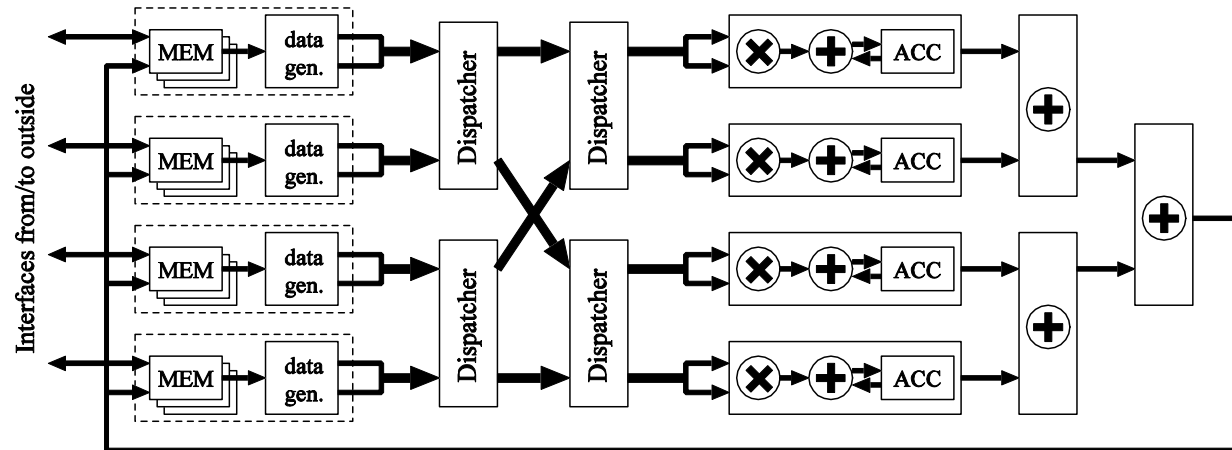 Interfaces from/to outside
MEM
data
gen.
MEM
data
gen.
MEM
data
gen.
MEM
data
gen.
Dispatcher
Dispatcher
Dispatcher
Dispatcher
ACC
ACC
ACC
ACC